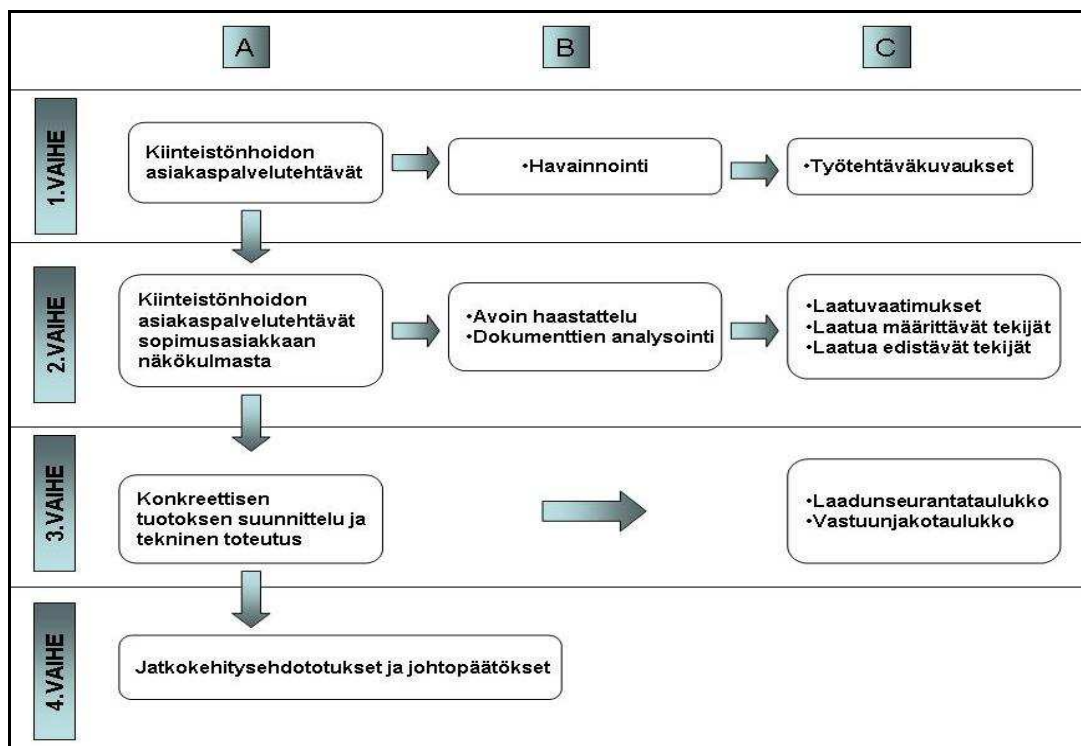 A
B
C
1.VAIHE
Kiinteistönhoidon
asiakaspalvelutehtävät
•Havainnointi
•Työtehtäväkuvaukset
2.VAIHE
Kiinteistönhoidon
asiakaspalvelutehtävät
sopimusasiakkaan
näkökulmasta
•Avoin haastattelu
•Dokumenttien analysointi
•Laatuvaatimukset
•Laatua määrittävät tekijät
•Laatua edistävät tekijät
3.VAIHE
Konkreettisen
tuotoksen suunnittelu ja
tekninen toteutus
•Laadunseurantataulukko
•Vastuunjakotaulukko
4.VAIHE
Jatkokehitysehdototukset ja johtopäätökset